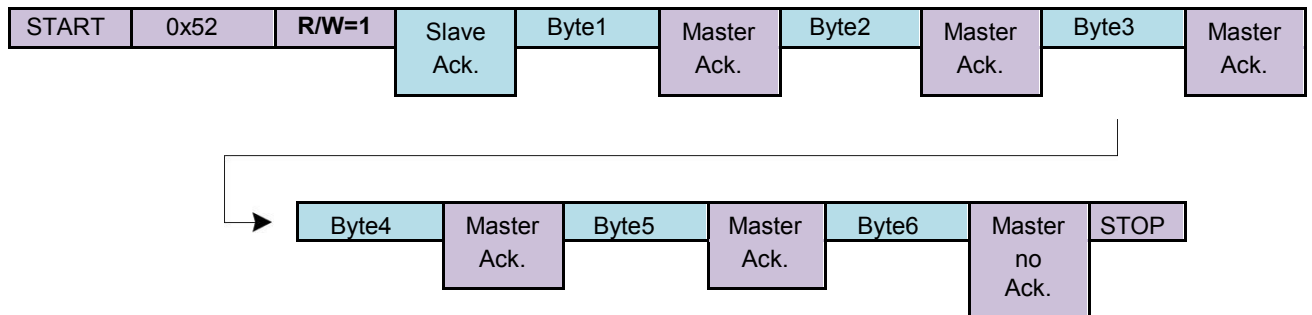 START 0x52 R/W=1 Slave Byte1 Master Byte2 Master Byte3 Master
Ack. Ack. Ack. Ack.
Byte4 Master Byte5 Master Byte6 Master STOP
Ack. Ack. no
Ack.